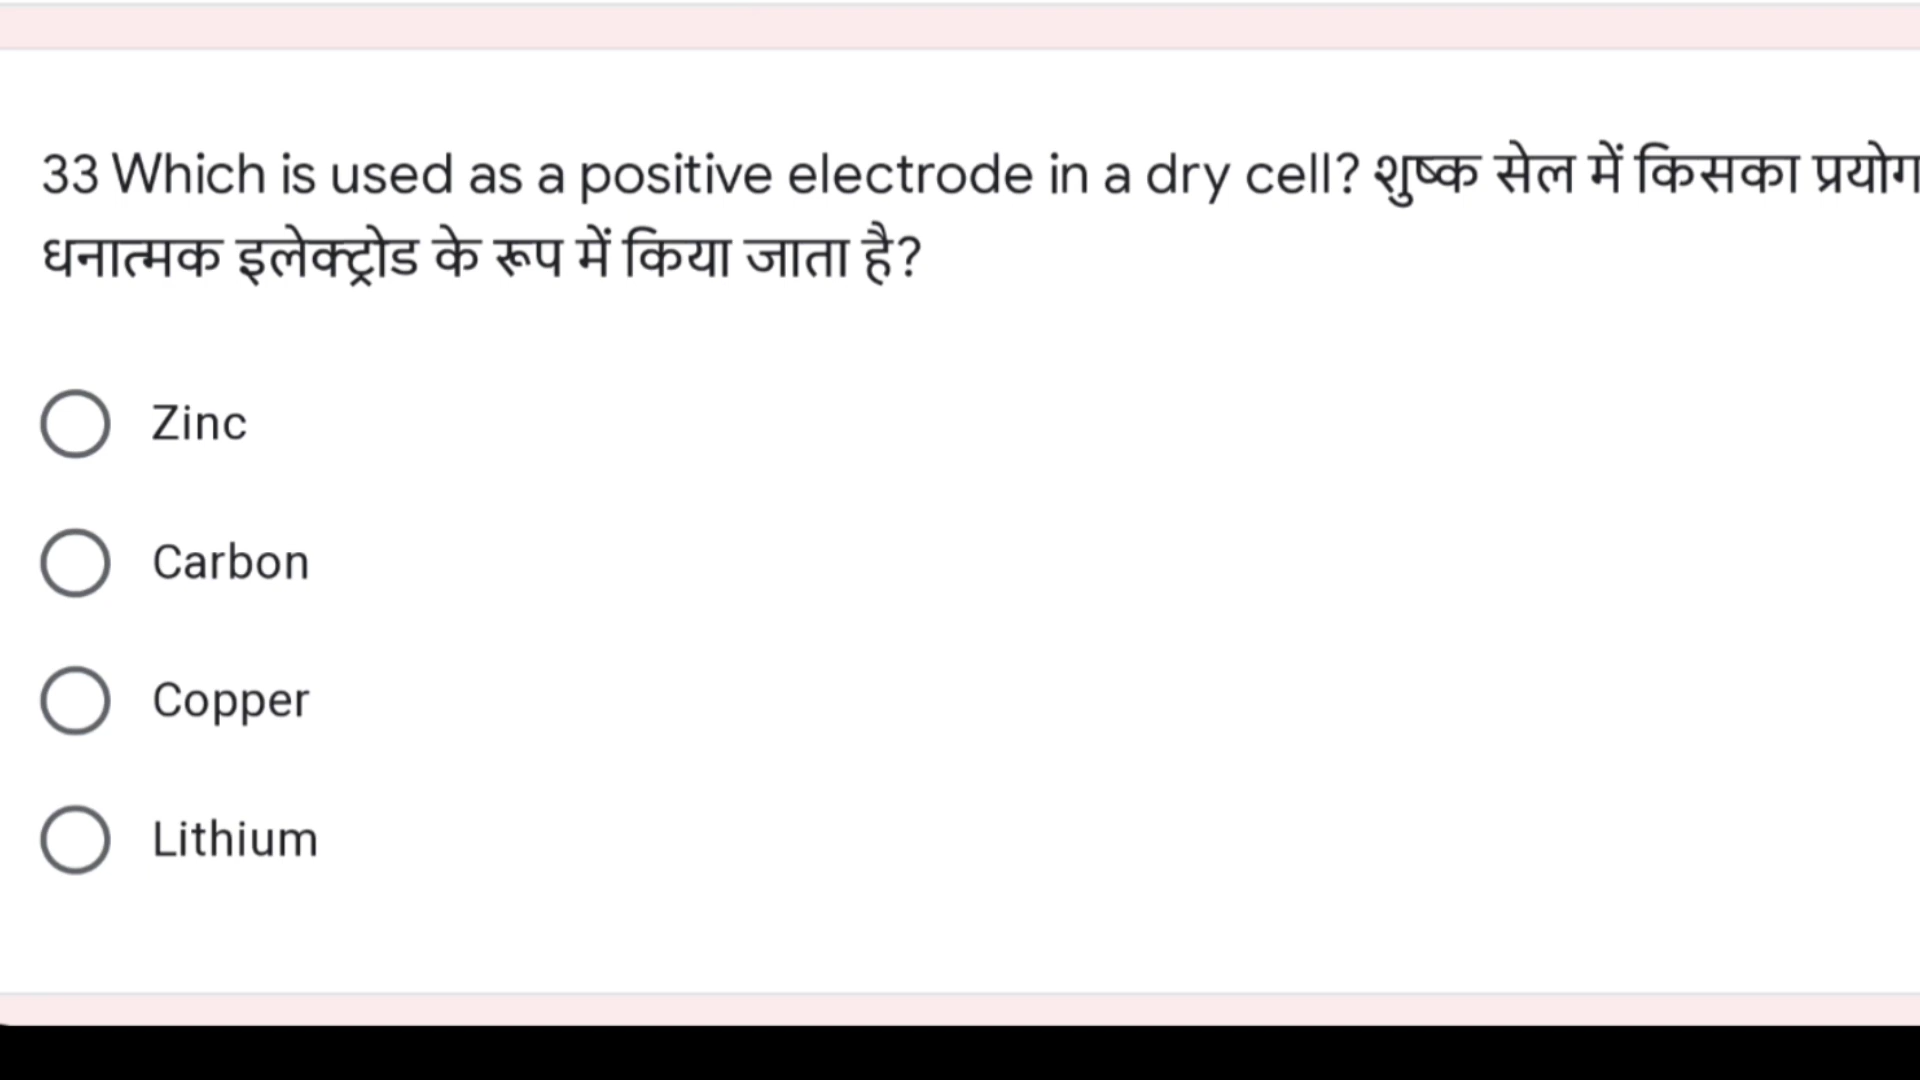 33 Which is used as a positive electrode in a dry cell? शुष्क सेल में किसका प्रयोग
धनात्मक इलेक्ट्रोड के रूप में किया जाता है?
Zinc
Carbon
Copper
Lithium